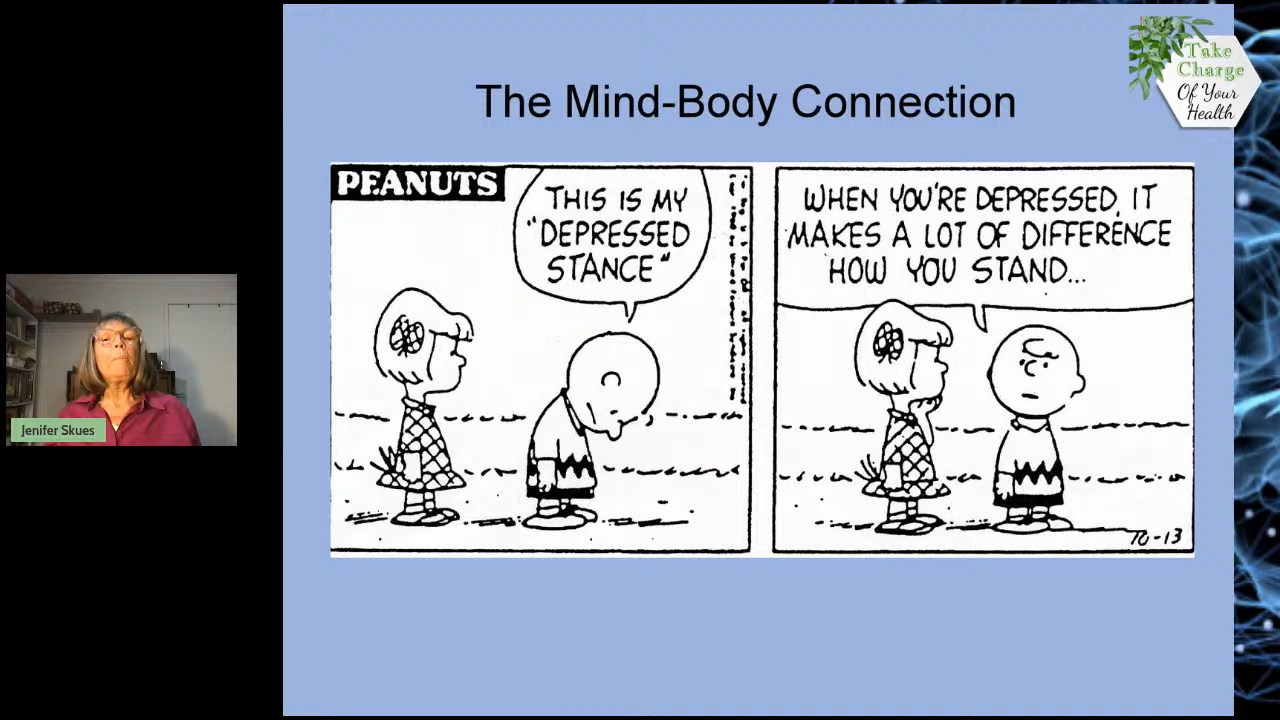 The Mind-Body Connection
Take
Charge
Of Your
Health
PEANUTS
THIS IS MY
"DEPRESSED
STANCE"
WHEN YOU'RE DEPRESSED, IT
MAKES A LOT OF DIFFERENCE
HOW YOU STAND...
10-13
Jenifer Skues